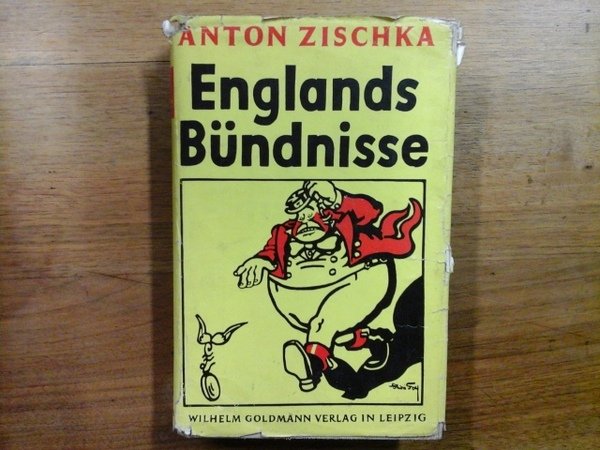 ANTON ZISCHKA
Englands
Bündnisse
WILHELM GOLDMANN VERLAG IN LEIPZIG